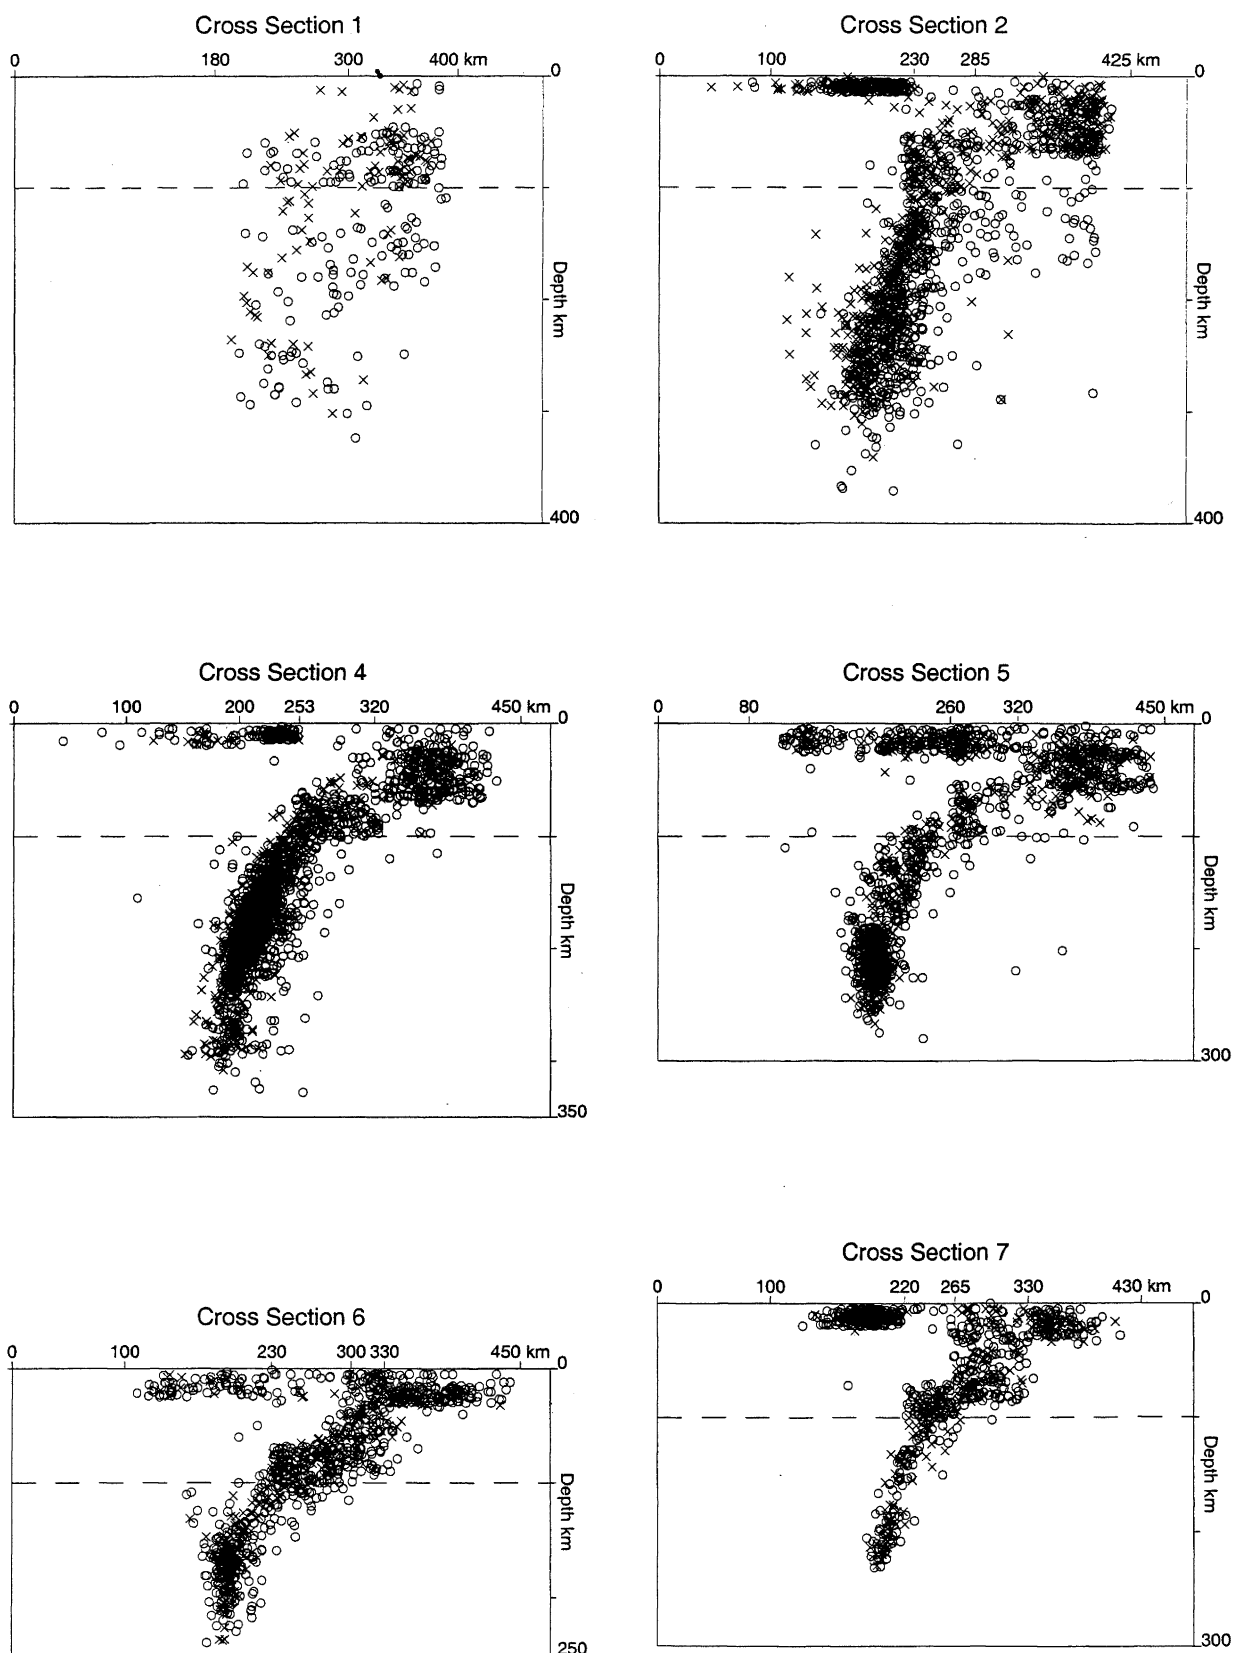 Cross Section 1
0 180 300 400 km
0
Depth km
400
Cross Section 2
0 100 230 285 425 km
0
Depth km
400
Cross Section 4
0 100 200 253 320 450 km
0
Depth km
350
Cross Section 5
0 80 260 320 450 km
0
Depth km
300
Cross Section 6
0 100 230 300 330 450 km
0
Depth km
250
Cross Section 7
0 100 220 265 330 430 km
0
Depth km
300